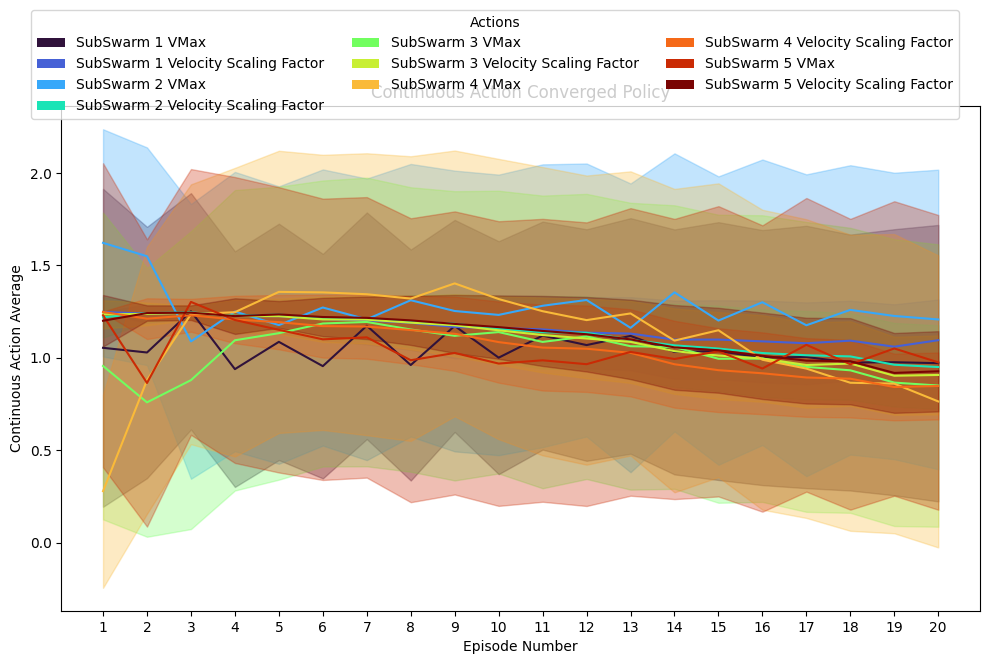 Actions
SubSwarm 1 VMax
SubSwarm 1 Velocity Scaling Factor
SubSwarm 2 VMax
SubSwarm 2 Velocity Scaling Factor
SubSwarm 3 VMax
SubSwarm 3 Velocity Scaling Factor
SubSwarm 4 VMax
SubSwarm 4 Velocity Scaling Factor
SubSwarm 5 VMax
SubSwarm 5 Velocity Scaling Factor
Continuous Action Converged Policy
Continuous Action Average
2.0
1.5
1.0
0.5
0.0
1 2 3 4 5 6 7 8 9 10 11 12 13 14 15 16 17 18 19 20
Episode Number